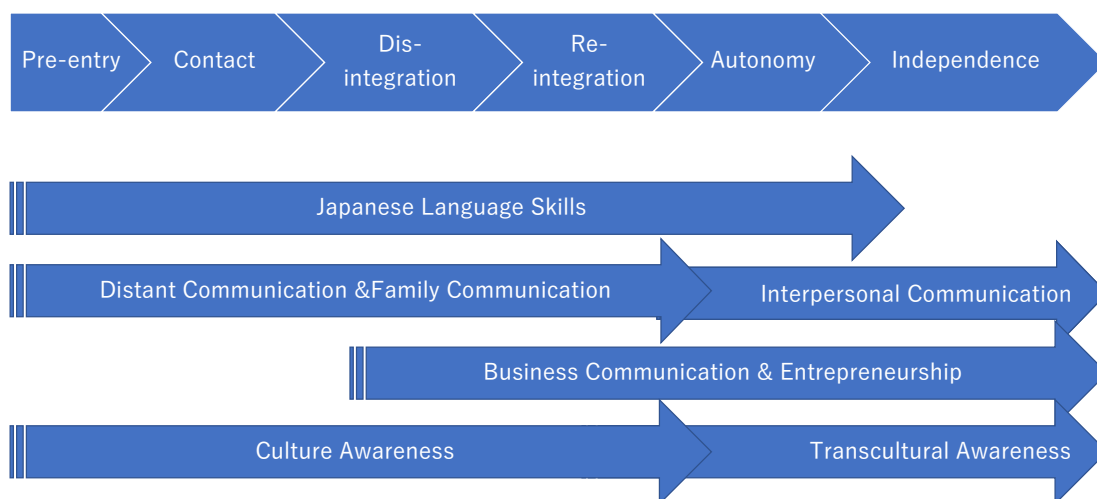 Pre-entry
Contact
Dis-
integration
Re-
integration
Autonomy
Independence
Japanese Language Skills
Distant Communication &Family Communication
Interpersonal Communication
Business Communication & Entrepreneurship
Culture Awareness
Transcultural Awareness